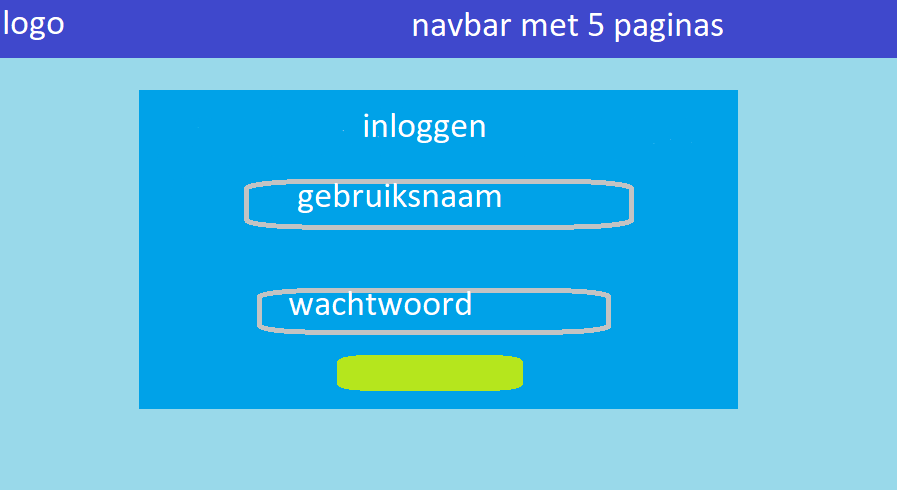 logo
navbar met 5 paginas
inloggen
gebruiksnaam
wachtwoord